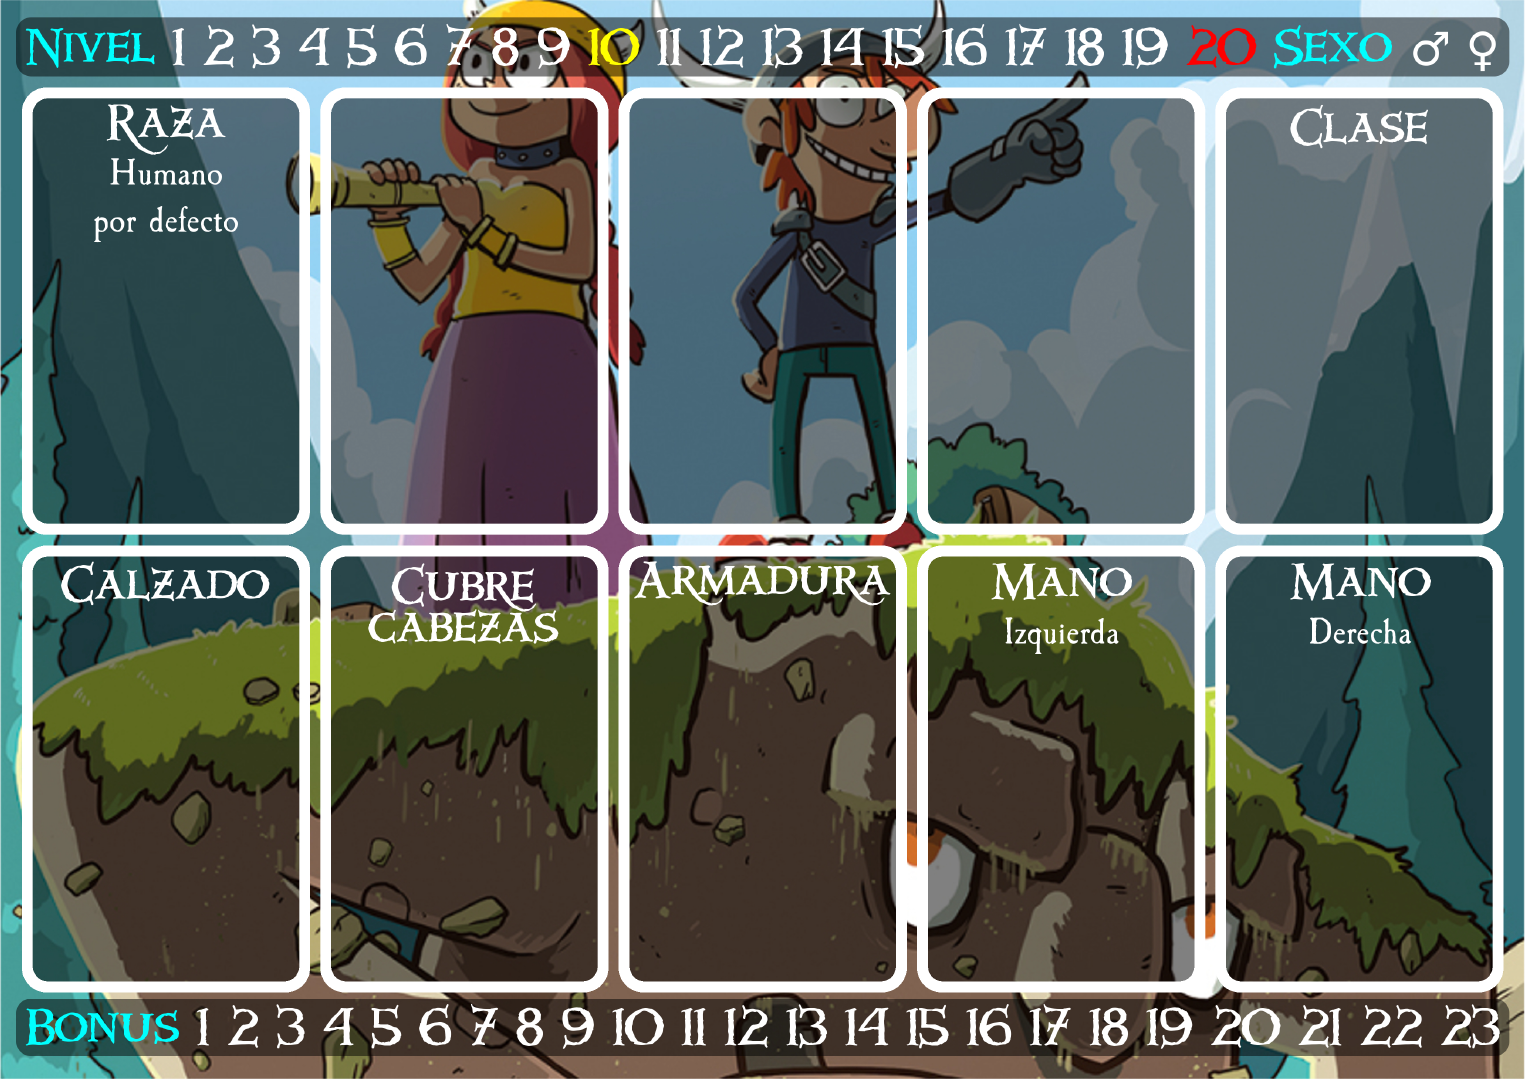 NIVEL 1 2 3 4 5 6 7 8 9 10 11 12 13 14 15 16 17 18 19 20 SEXO ♂ ♀
RAZA
Humano
por defecto
CLASE
CALZADO
CUBRE
CABEZAS
ARMADURA
MANO
Izquierda
MANO
Derecha
BONUS 1 2 3 4 5 6 7 8 9 10 11 12 13 14 15 16 17 18 19 20 21 22 23